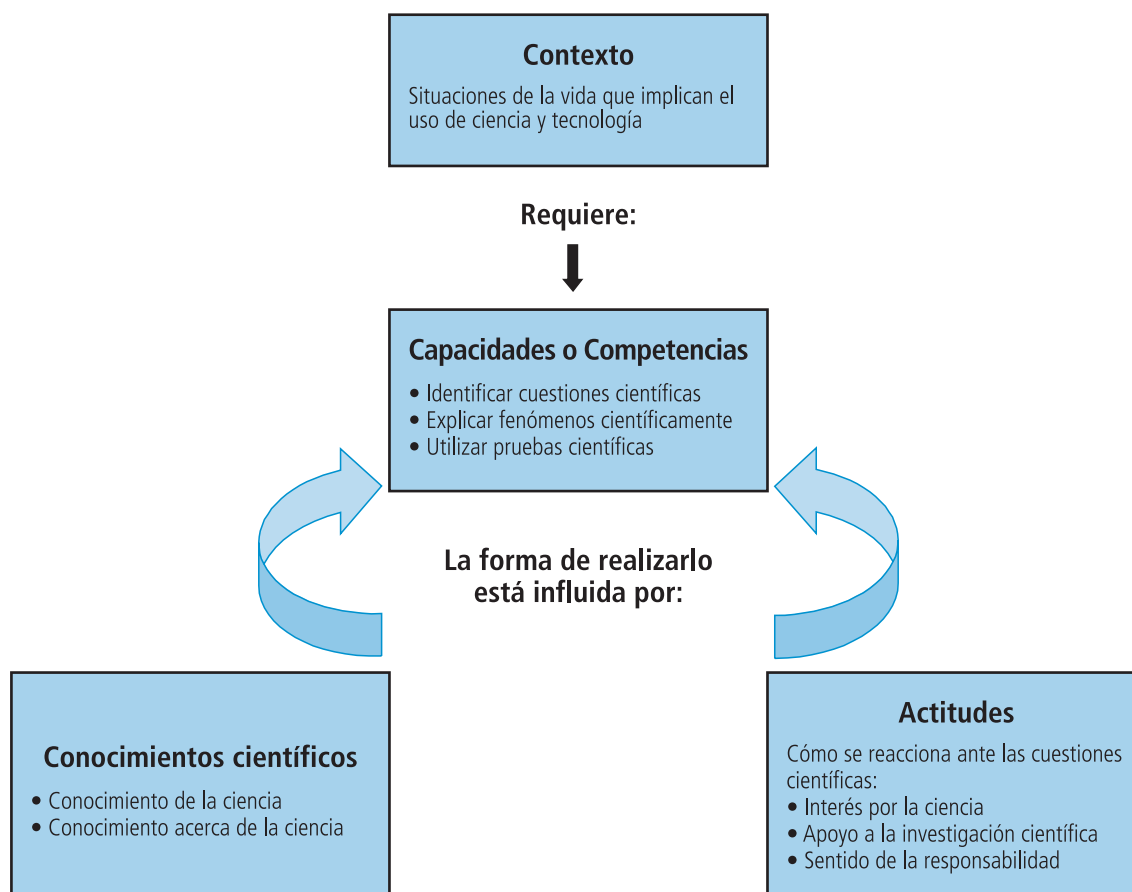 Contexto
Situaciones de la vida que implican el
uso de ciencia y tecnología
Requiere:
Capacidades o Competencias
• Identificar cuestiones científicas
• Explicar fenómenos científicamente
• Utilizar pruebas científicas
La forma de realizarlo
está influida por:
Conocimientos científicos
• Conocimiento de la ciencia
• Conocimiento acerca de la ciencia
Actitudes
Cómo se reacciona ante las cuestiones
científicas:
• Interés por la ciencia
• Apoyo a la investigación científica
• Sentido de la responsabilidad